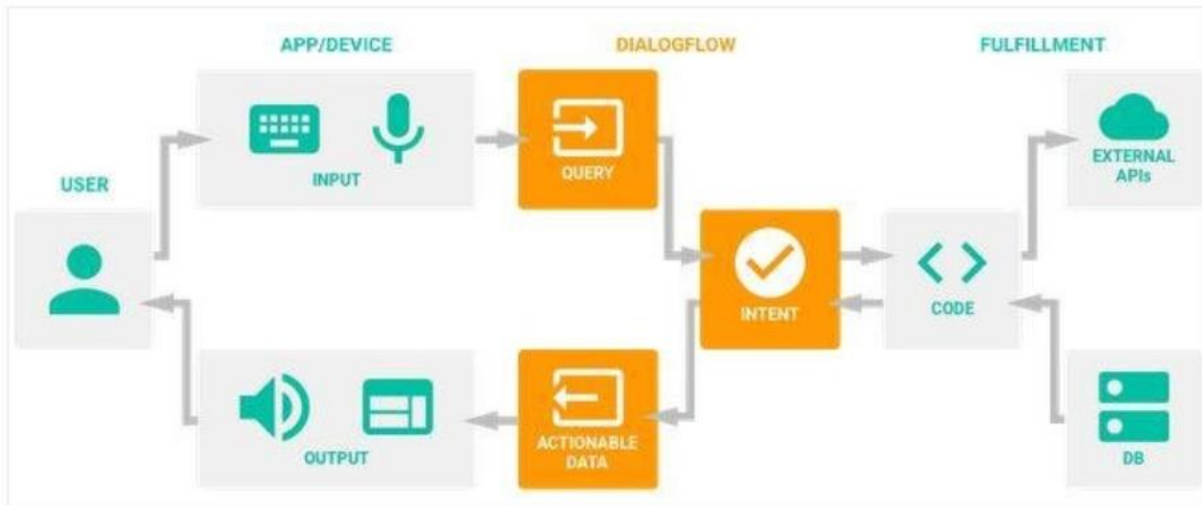 APP/DEVICE
DIALOGFLOW
FULFILLMENT
INPUT
QUERY
EXTERNAL
APIs
USER
INTENT
CODE
OUTPUT
ACTIONABLE
DATA
DB